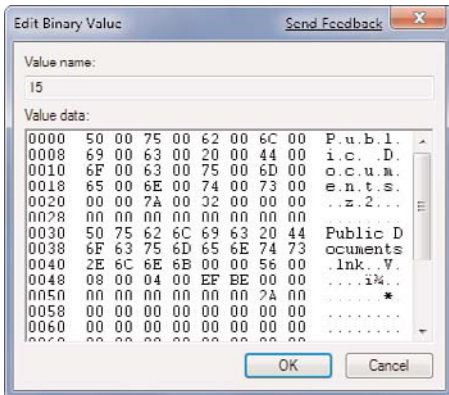 Edit Binary Value
Send Feedback
Value name:
15
Value data:
0000 50 00 75 00 62 00 6C 00 P.u.b.l.
0008 69 00 63 00 20 00 44 00 i.c. .D.
0010 6F 00 63 00 75 00 6D 00 o.c.u.m.
0018 65 00 6E 00 74 00 73 00 e.n.t.s.
0020 00 00 7A 00 32 00 00 00 ..z.2...
0028 00 00 00 00 00 00 00 00
0030 50 75 62 6C 69 63 20 44 Public D
0038 6F 63 75 6D 65 6E 74 73 ocuments
0040 2E 6C 6E 6B 00 00 56 00 .lnk..V.
0048 08 00 04 00 EF BE 00 00 ....ï¾..
0050 00 00 00 00 00 00 2A 00 ......*.
0058 00 00 00 00 00 00 00 00 ........
0060 00 00 00 00 00 00 00 00 ........
OK
Cancel